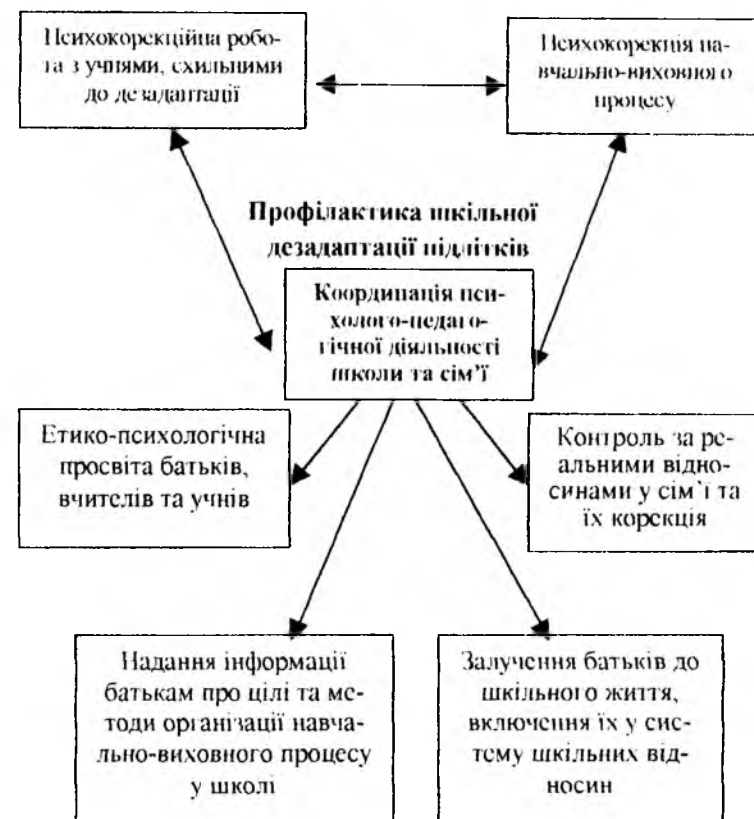 Психокорекційна робо-
та з учнями, схильними
до дезадаптації
Психокорекція на-
вчально-виховного
процесу
Профілактика шкільної
дезадаптації підлітків
Координація пси-
холого-педаго-
гічної діяльності
школи та сім’ї
Етико-психологічна
просвіта батьків,
вчителів та учнів
Контроль за ре-
альними відно-
синами у сім`ї та
їх корекція
Надання інформації
батькам про цілі та ме-
тоди організації навча-
льно-виховного процесу
у школі
Залучення батьків до
шкільного життя,
включення їх у сис-
тему шкільних від-
носин